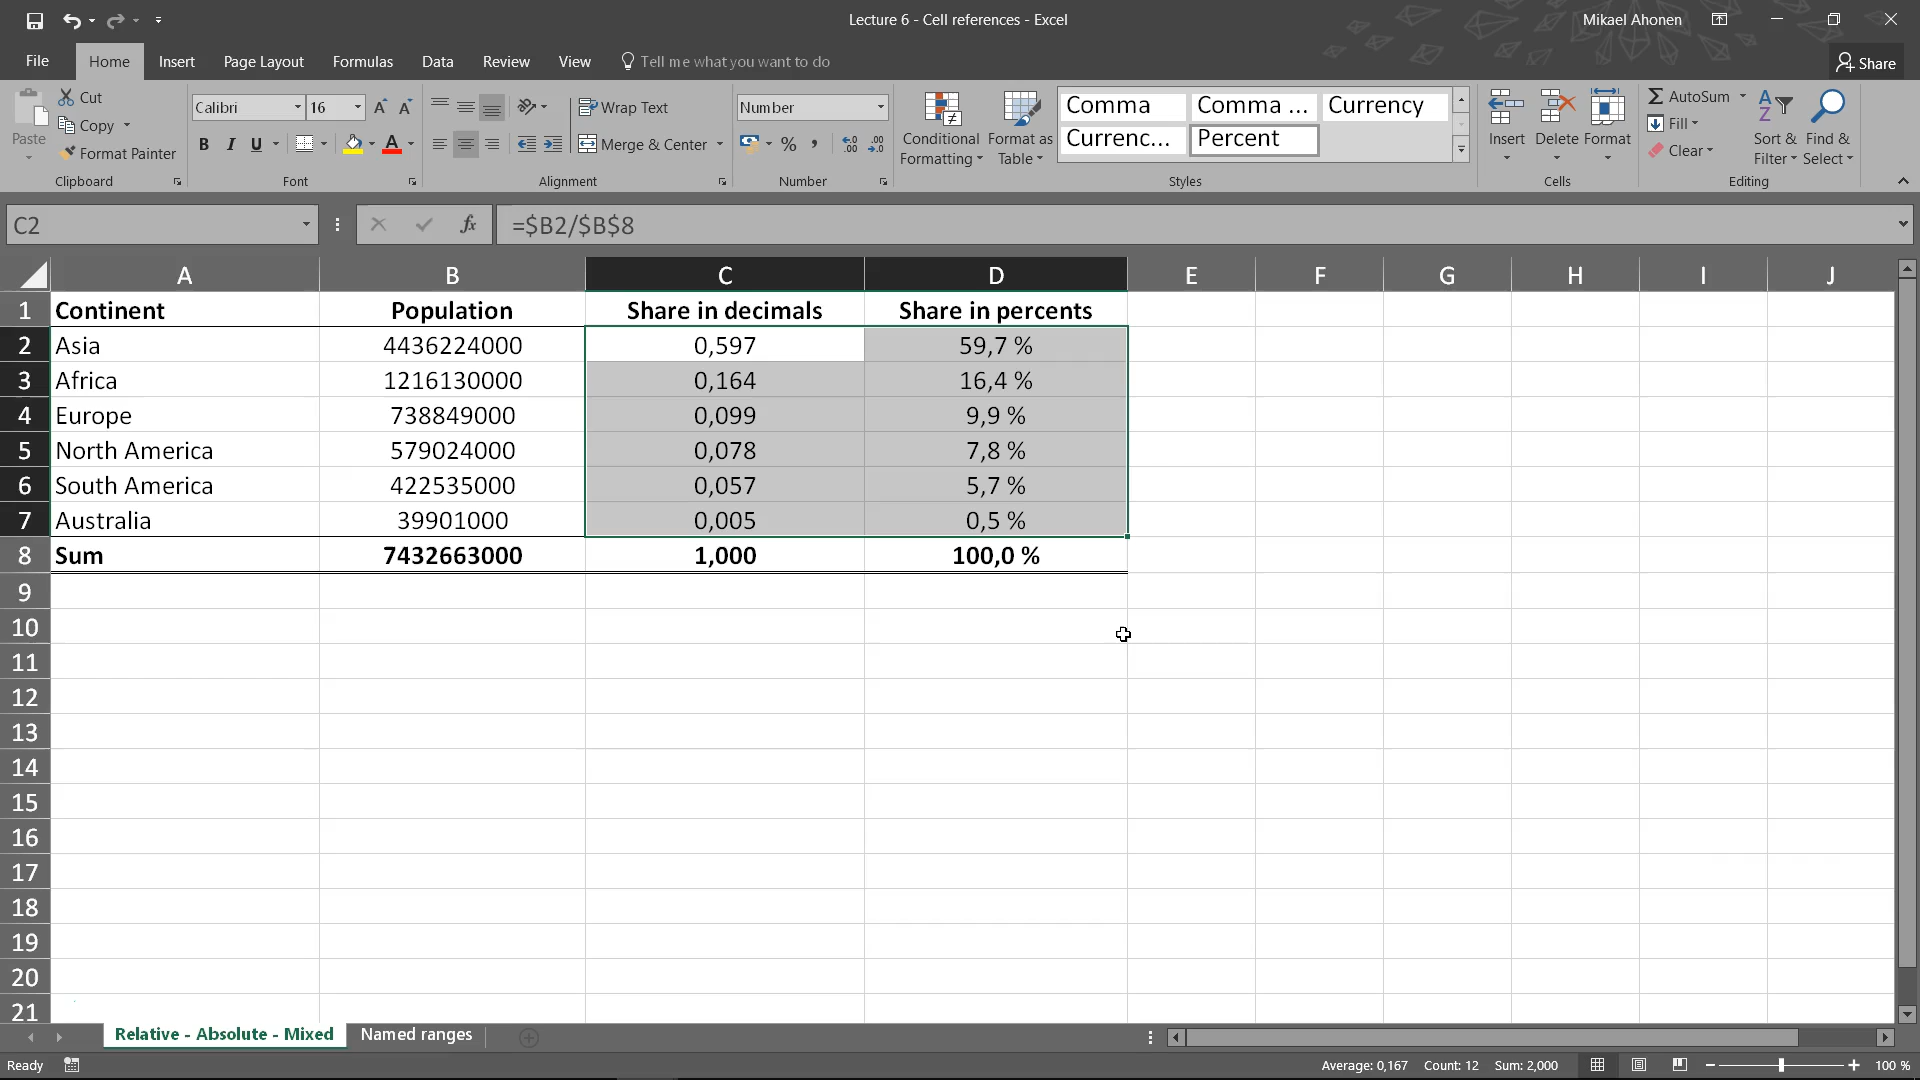 Lecture 6 - Cell references - Excel
Mikael Ahonen
File Home Insert Page Layout Formulas Data Review View Tell me what you want to do Share
Paste
Cut
Copy
Format Painter
Clipboard
Calibri 16
B I U A
Font
Wrap Text
Merge & Center
Alignment
Number
% ,
Number
Conditional Formatting
Format as Table
Comma Comma ... Currency
Currenc... Percent
Styles
Insert Delete Format
Cells
AutoSum
Fill
Clear
Sort & Filter
Find & Select
Editing
C2 fx =$B2/$B$8
A B C D E F G H I J
1 Continent Population Share in decimals Share in percents
2 Asia 4436224000 0,597 59,7 %
3 Africa 1216130000 0,164 16,4 %
4 Europe 738849000 0,099 9,9 %
5 North America 579024000 0,078 7,8 %
6 South America 422535000 0,057 5,7 %
7 Australia 39901000 0,005 0,5 %
8 Sum 7432663000 1,000 100,0 %
9
10
11
12
13
14
15
16
17
18
19
20
21
Relative - Absolute - Mixed Named ranges
Ready Average: 0,167 Count: 12 Sum: 2,000 100 %